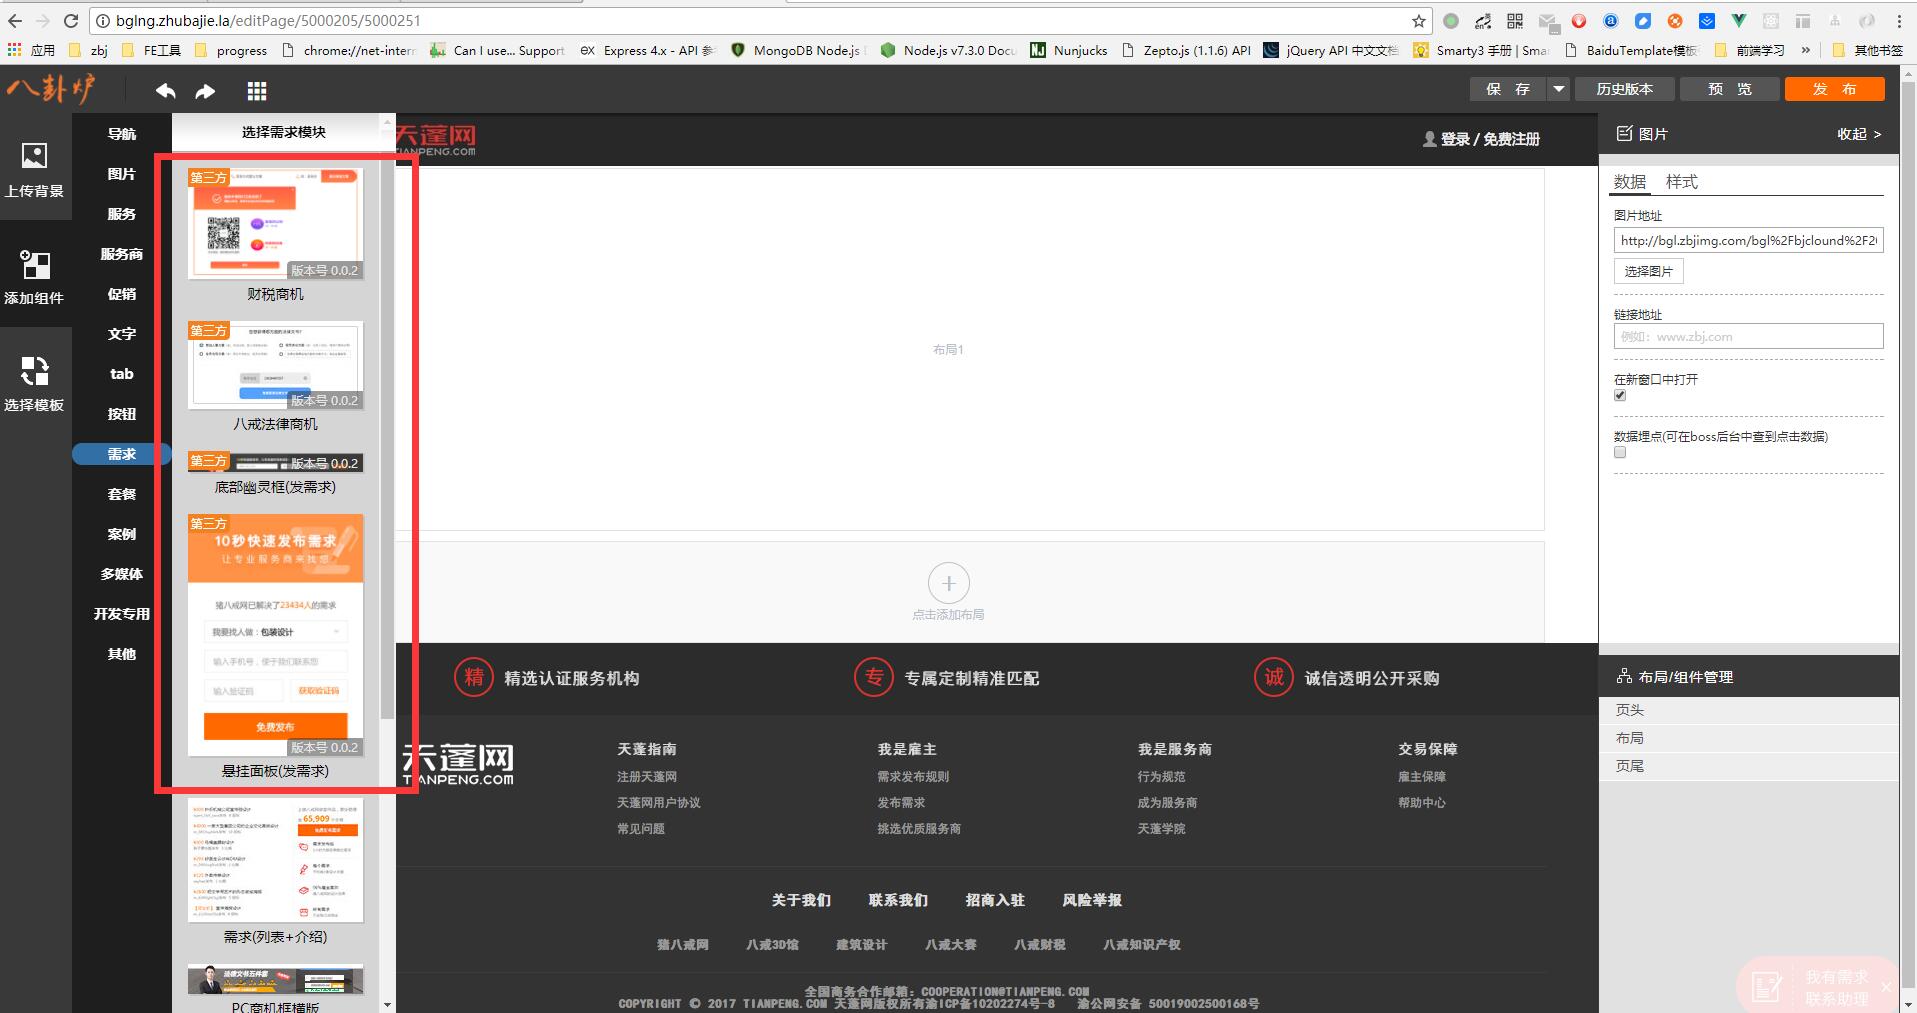 bglng.zhubajie.la/editPage/5000205/5000251
应用 zbj FE工具 progress chrome://net-intern Can I use... Support Express 4.x - API 参 MongoDB Node.js Node.js v7.3.0 Docu Nunjucks Zepto.js (1.1.6) API jQuery API 中文文档 Smarty3 手册 | Sma BaiduTemplate模板 前端学习 » 其他书签
八卦炉
保 存 历史版本 预 览 发 布
上传背景
添加组件
选择模板
导航
图片
服务
服务商
促销
文字
tab
按钮
需求
套餐
案例
多媒体
开发专用
其他
选择需求模块
第三方
版本号 0.0.2
财税商机
第三方
版本号 0.0.2
八戒法律商机
第三方
版本号 0.0.2
底部幽灵框(发需求)
第三方
10秒快速发布需求
让专业服务商来找您
猪八戒网已解决了23434人的需求
我要找人做：包装设计
输入手机号，便于我们联系您
输入验证码 获取验证码
免费发布
版本号 0.0.2
悬挂面板(发需求)
65,909
需求(列表+介绍)
法律文书五件套
PC商机框横版
天蓬网
TIANPENG.COM
登录 / 免费注册
布局1
点击添加布局
精 精选认证服务机构
专 专属定制精准匹配
诚 诚信透明公开采购
天蓬网
TIANPENG.COM
天蓬指南
注册天蓬网
天蓬网用户协议
常见问题
我是雇主
需求发布规则
发布需求
挑选优质服务商
我是服务商
行为规范
成为服务商
天蓬学院
交易保障
雇主保障
帮助中心
关于我们 联系我们 招商入驻 风险举报
猪八戒网 八戒3D馆 建筑设计 八戒大赛 八戒财税 八戒知识产权
全国商务合作邮箱：COOPERATION@TIANPENG.COM
COPYRIGHT © 2017 TIANPENG.COM 天蓬网版权所有渝ICP备10202274号-8 渝公网安备 50019002500168号
图片 收起 >
数据 样式
图片地址
http://bgl.zbjimg.com/bgl%2Fbjclound%2F2
选择图片
链接地址
例如：www.zbj.com
在新窗口中打开
数据埋点(可在boss后台中查到点击数据)
布局/组件管理
页头
布局
页尾
我有需求
联系助理